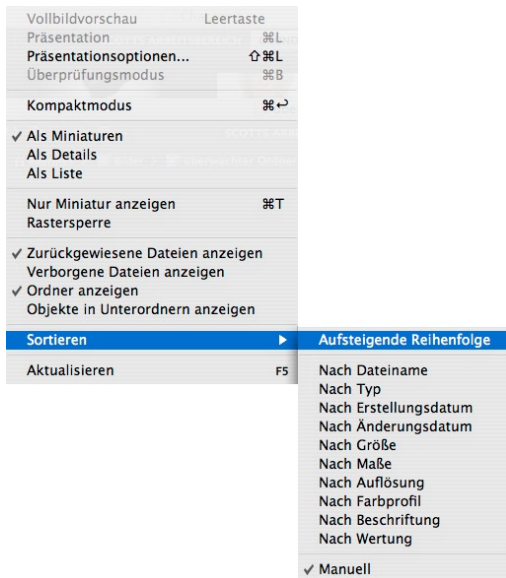 Vollbildvorschau Leertaste
Präsentation ⌘L
Präsentationsoptionen... ⇧⌘L
Überprüfungsmodus ⌘B
Kompaktmodus ⌘↩
✓ Als Miniaturen
Als Details
Als Liste
Nur Miniatur anzeigen ⌘T
Rastersperre
✓ Zurückgewiesene Dateien anzeigen
Verborgene Dateien anzeigen
✓ Ordner anzeigen
Objekte in Unterordnern anzeigen
Sortieren ▶
Aktualisieren F5
Aufsteigende Reihenfolge
Nach Dateiname
Nach Typ
Nach Erstellungsdatum
Nach Änderungsdatum
Nach Größe
Nach Maße
Nach Auflösung
Nach Farbprofil
Nach Beschriftung
Nach Wertung
✓ Manuell